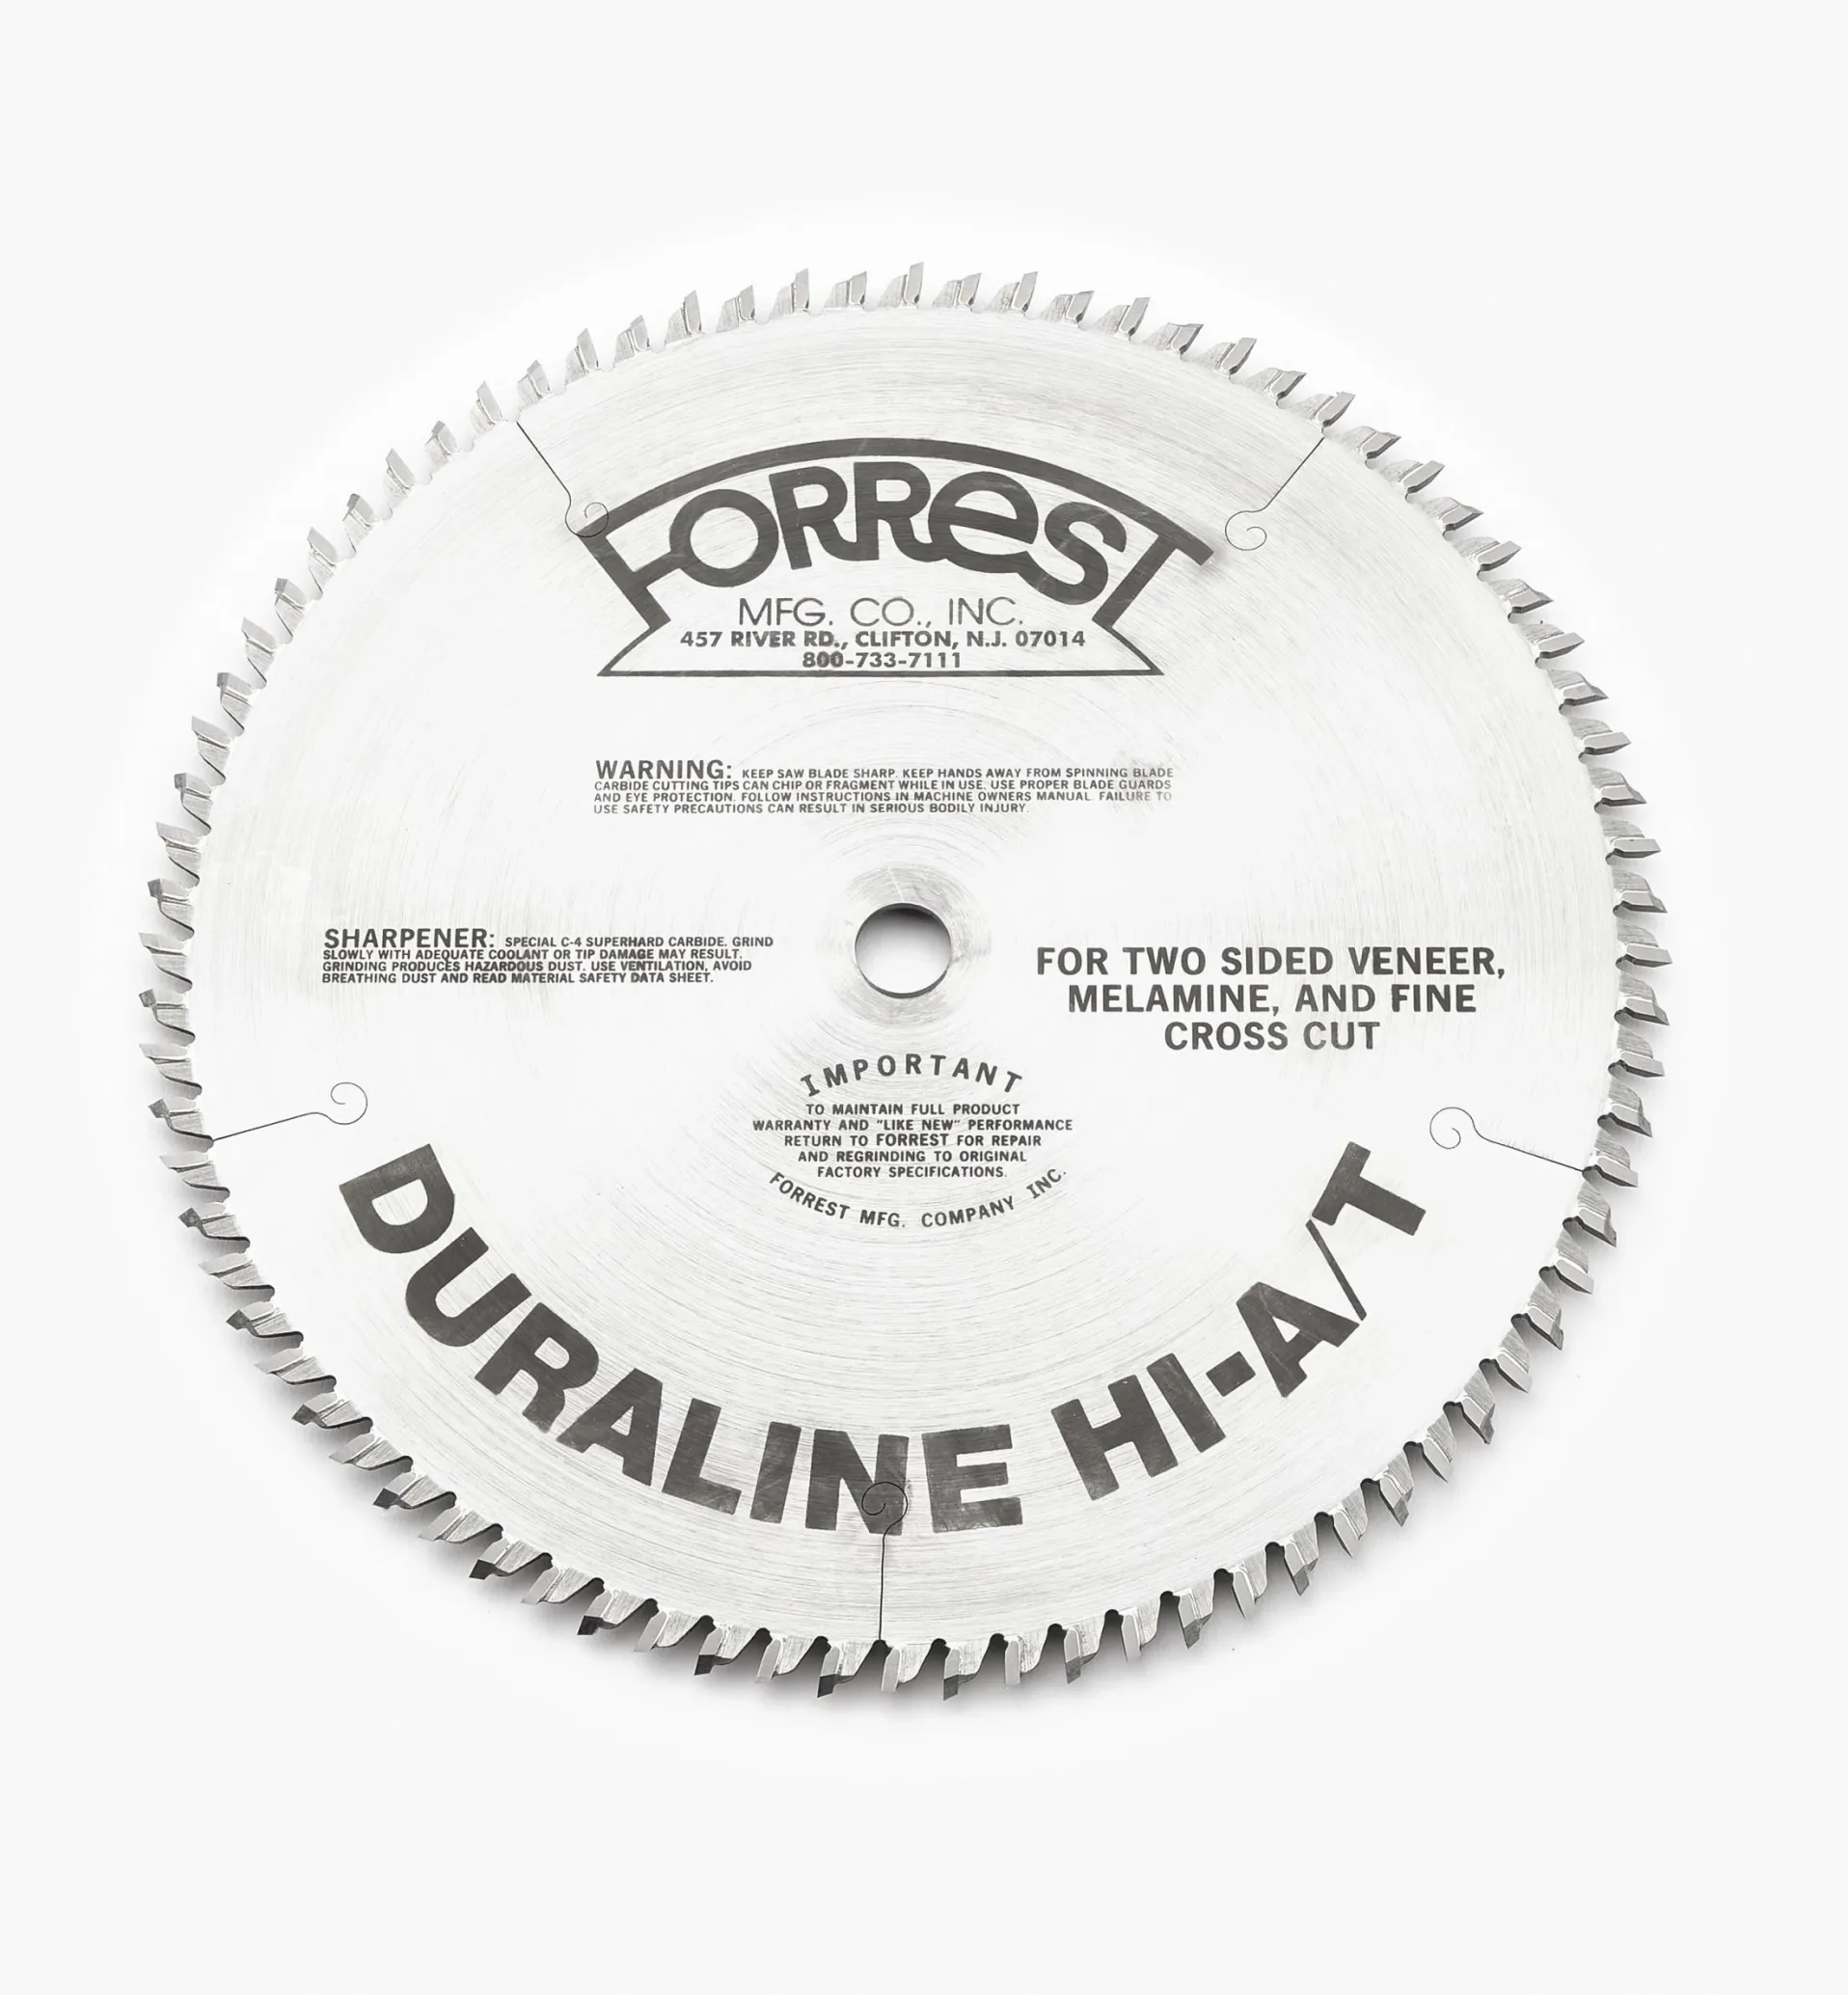 FORREST
MFG. CO., INC.
457 RIVER RD., CLIFTON, N.J. 07014
800-733-7111
WARNING: KEEP SAW BLADE SHARP. KEEP HANDS AWAY FROM SPINNING BLADE
CARBIDE CUTTING TIPS CAN CHIP OR FRAGMENT WHILE IN USE. USE PROPER BLADE GUARDS
AND EYE PROTECTION. FOLLOW INSTRUCTIONS IN MACHINE OWNERS MANUAL. FAILURE TO
USE SAFETY PRECAUTIONS CAN RESULT IN SERIOUS BODILY INJURY.
SHARPENER: SPECIAL C-4 SUPERHARD CARBIDE. GRIND
SLOWLY WITH ADEQUATE COOLANT OR TIP DAMAGE MAY RESULT.
GRINDING PRODUCES HAZARDOUS DUST. USE VENTILATION, AVOID
BREATHING DUST AND READ MATERIAL SAFETY DATA SHEET.
FOR TWO SIDED VENEER,
MELAMINE, AND FINE
CROSS CUT
IMPORTANT
TO MAINTAIN FULL PRODUCT
WARRANTY AND "LIKE NEW" PERFORMANCE
RETURN TO FORREST FOR REPAIR
AND REGRINDING TO ORIGINAL
FACTORY SPECIFICATIONS.
FORREST MFG. COMPANY INC.
DURALINE HI-A/T